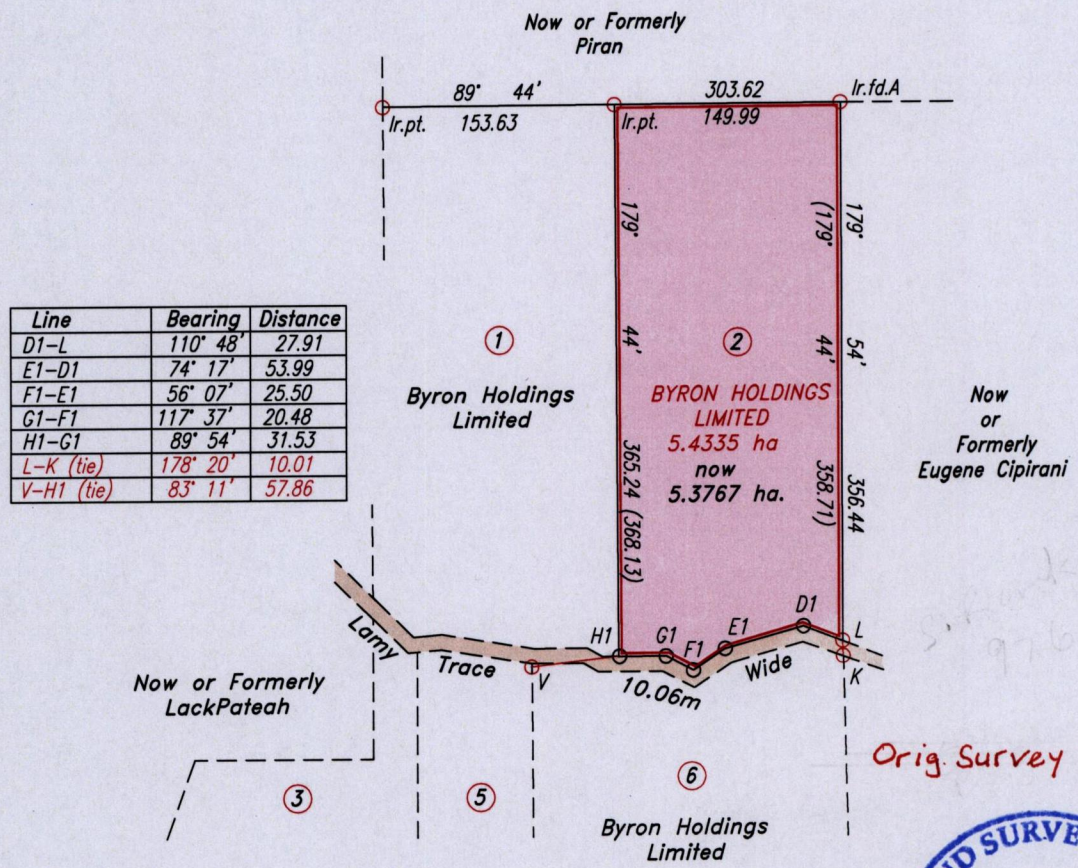 Now or Formerly
Piran
89° 44'
303.62
Ir.fd.A
Ir.pt. 153.63
Ir.pt. 149.99
179°
44'
365.24 (368.13)
179°
(179°
54'
44'
356.44
358.71)
Line Bearing Distance
D1-L 110° 48' 27.91
E1-D1 74° 17' 53.99
F1-E1 56° 07' 25.50
G1-F1 117° 37' 20.48
H1-G1 89° 54' 31.53
L-K (tie) 178° 20' 10.01
V-H1 (tie) 83° 11' 57.86
1
Byron Holdings
Limited
2
BYRON HOLDINGS
LIMITED
5.4335 ha
now
5.3767 ha.
Now
or
Formerly
Eugene Cipirani
H1
G1
F1
E1
D1
L
K
V
Lamy Trace
10.06m Wide
Now or Formerly
LackPateah
3
5
6
Byron Holdings
Limited
Orig. Survey
ND SURVE